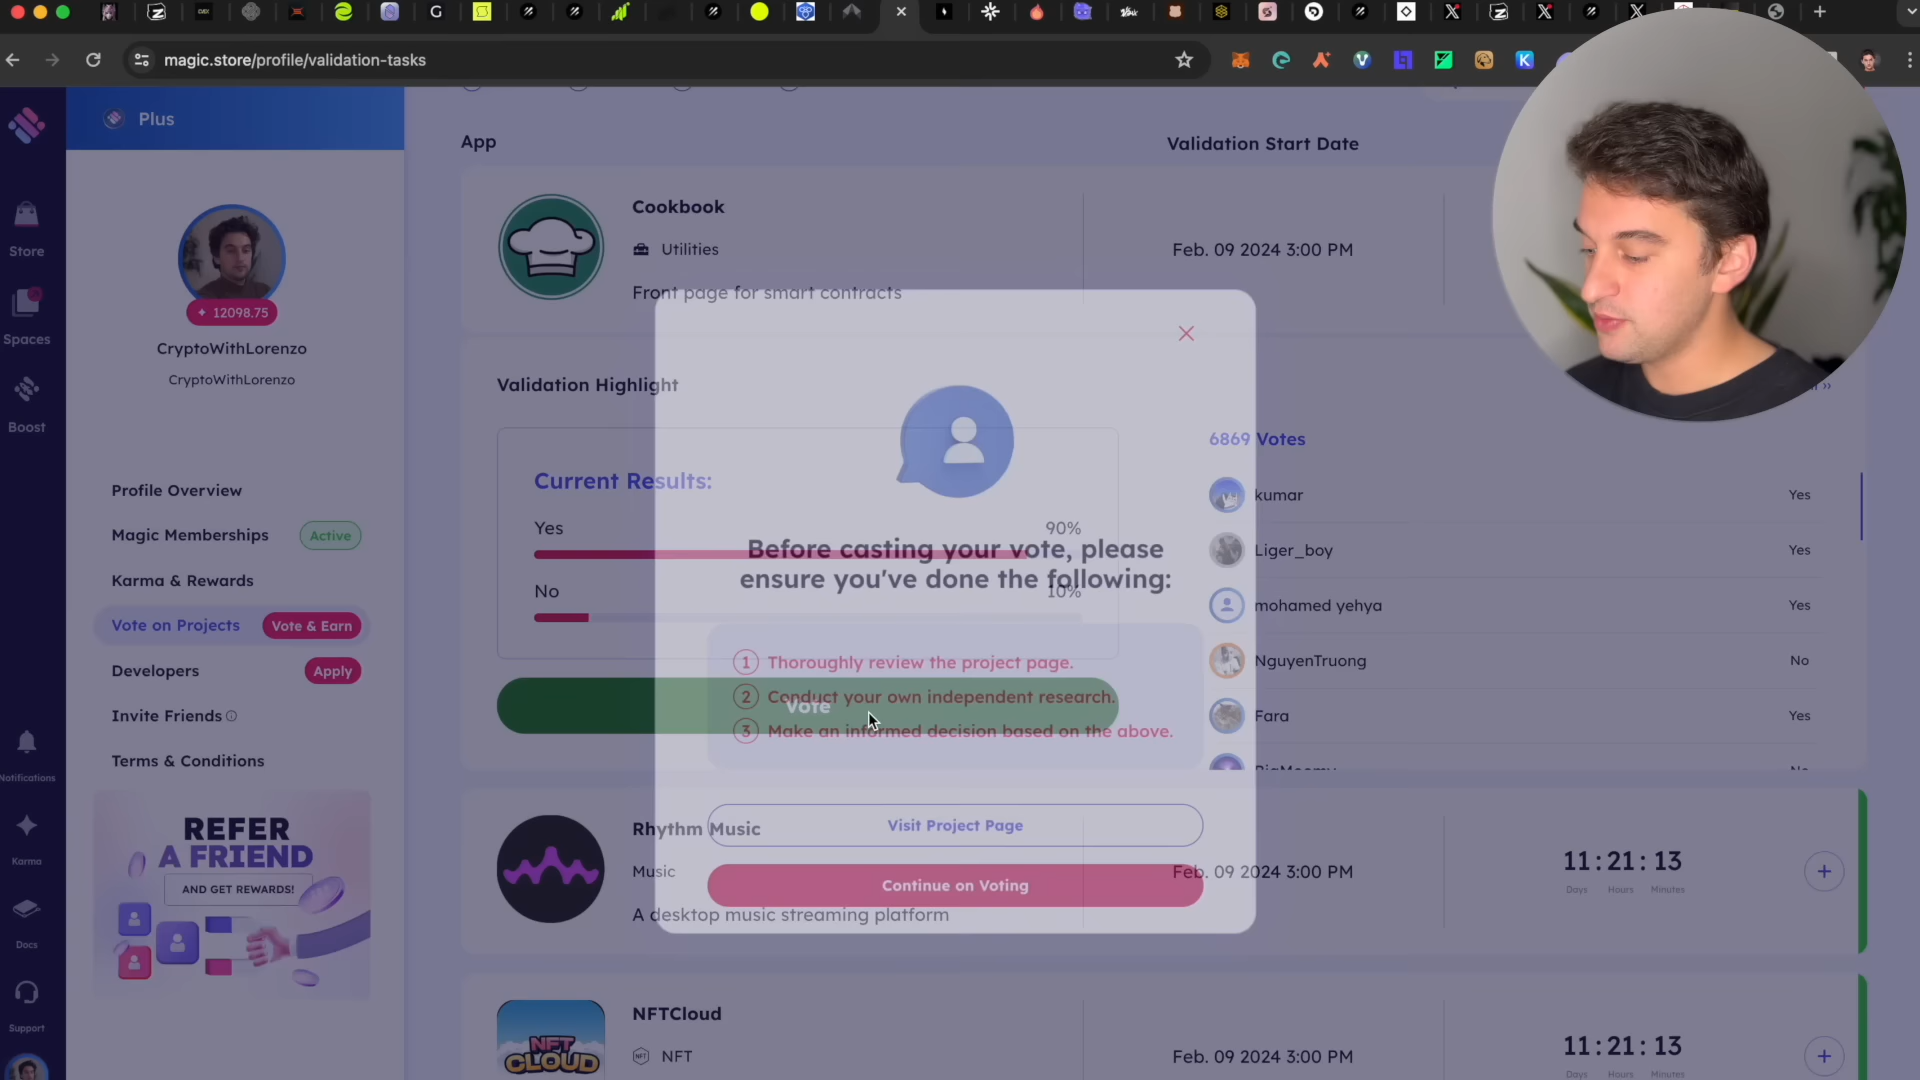 magic.store/profile/validation-tasks
Plus
App
Validation Start Date
Store
Spaces
Boost
Notifications
Karma
Docs
Support
12098.75
CryptoWithLorenzo
CryptoWithLorenzo
Profile Overview
Magic Memberships
Active
Karma & Rewards
Vote on Projects
Vote & Earn
Developers
Apply
Invite Friends
Terms & Conditions
REFER
A FRIEND
AND GET REWARDS!
Cookbook
Utilities
Feb. 09 2024 3:00 PM
Front page for smart contracts
Validation Highlight
Current Results:
Yes
90%
No
10%
Vote
6869 Votes
kumar
Yes
Liger_boy
Yes
mohamed yehya
Yes
NguyenTruong
No
Fara
Yes
Before casting your vote, please
ensure you've done the following:
1 Thoroughly review the project page.
2 Conduct your own independent research.
3 Make an informed decision based on the above.
Visit Project Page
Continue on Voting
Rhythm Music
Music
A desktop music streaming platform
Feb. 09 2024 3:00 PM
11 : 21 : 13
Days Hours Minutes
NFT
CLOUD
NFTCloud
NFT
Feb. 09 2024 3:00 PM
11 : 21 : 13
Days Hours Minutes